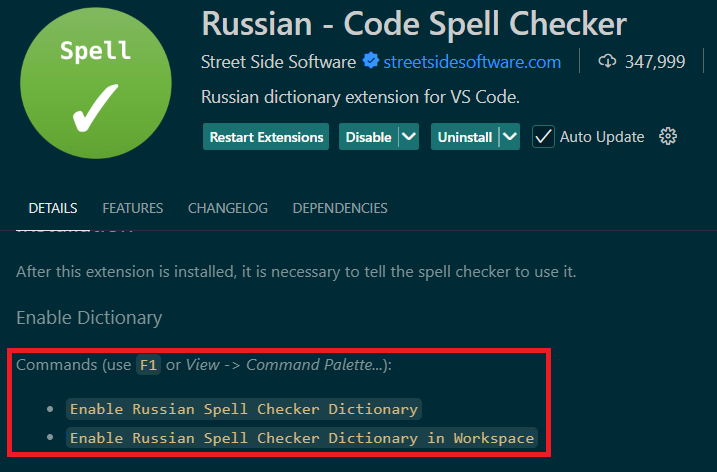 Spell
Russian - Code Spell Checker
Street Side Software streetsidesoftware.com 347,999
Russian dictionary extension for VS Code.
Restart Extensions Disable Uninstall Auto Update
DETAILS FEATURES CHANGELOG DEPENDENCIES
After this extension is installed, it is necessary to tell the spell checker to use it.
Enable Dictionary
Commands (use F1 or View -> Command Palette...):
• Enable Russian Spell Checker Dictionary
• Enable Russian Spell Checker Dictionary in Workspace